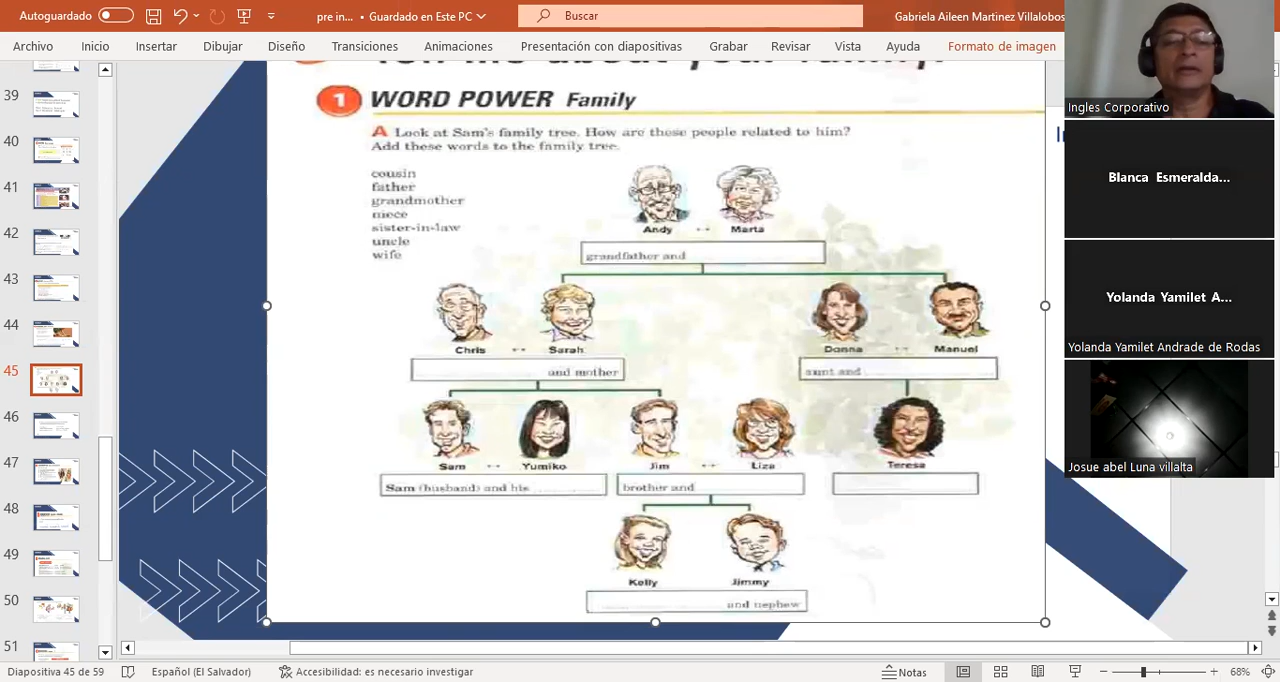 Autoguardado
pre in... • Guardado en Este PC
Buscar
Gabriela Aileen Martinez Villalobos
Archivo Inicio Insertar Dibujar Diseño Transiciones Animaciones Presentación con diapositivas Grabar Revisar Vista Ayuda Formato de imagen
39
40
41
42
43
44
45
46
47
48
49
50
51
me about your family.
1 WORD POWER Family
A Look at Sam's family tree. How are these people related to him?
Add these words to the family tree.
cousin
father
grandmother
niece
sister-in-law
uncle
wife
Andy Marta
grandfather and
Chris Sarah
and mother
Donna Manuel
aunt and
Sam Yumiko
Sam (husband) and his
Jim Liza
brother and
Teresa
Kelly Jimmy
and nephew
Ingles Corporativo
Blanca Esmeralda...
Yolanda Yamilet A...
Yolanda Yamilet Andrade de Rodas
Josue abel Luna villalta
Diapositiva 45 de 59 Español (El Salvador) Accesibilidad: es necesario investigar Notas 68%